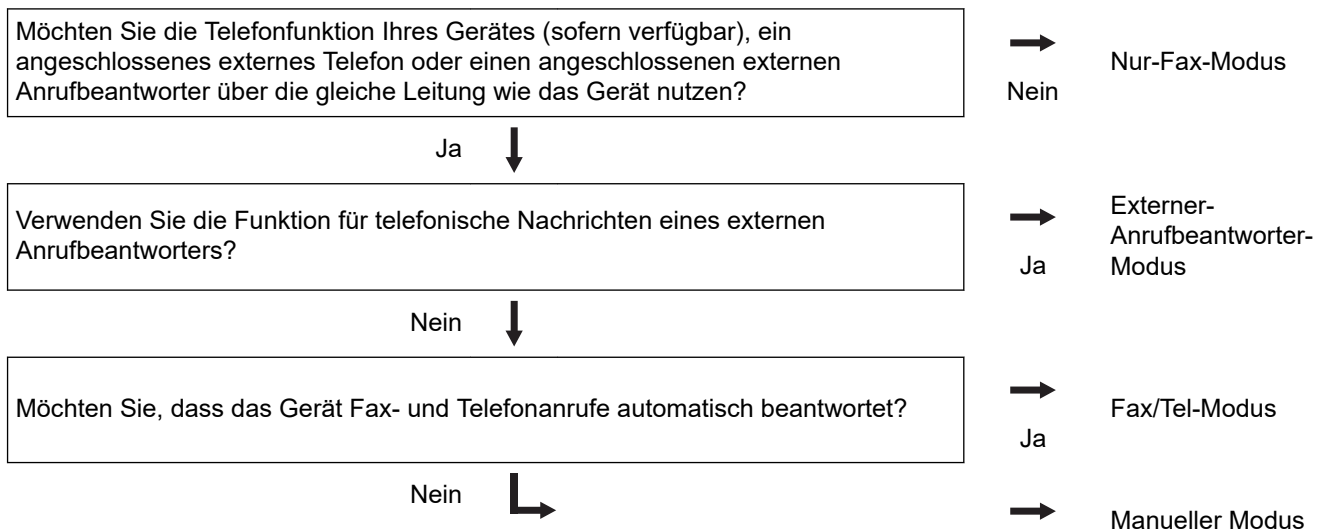 Möchten Sie die Telefonfunktion Ihres Gerätes (sofern verfügbar), ein
angeschlossenes externes Telefon oder einen angeschlossenen externen
Anrufbeantworter über die gleiche Leitung wie das Gerät nutzen?
Nein
Nur-Fax-Modus
Ja
Verwenden Sie die Funktion für telefonische Nachrichten eines externen
Anrufbeantworters?
Ja
Externer-
Anrufbeantworter-
Modus
Nein
Möchten Sie, dass das Gerät Fax- und Telefonanrufe automatisch beantwortet?
Ja
Fax/Tel-Modus
Nein
Manueller Modus